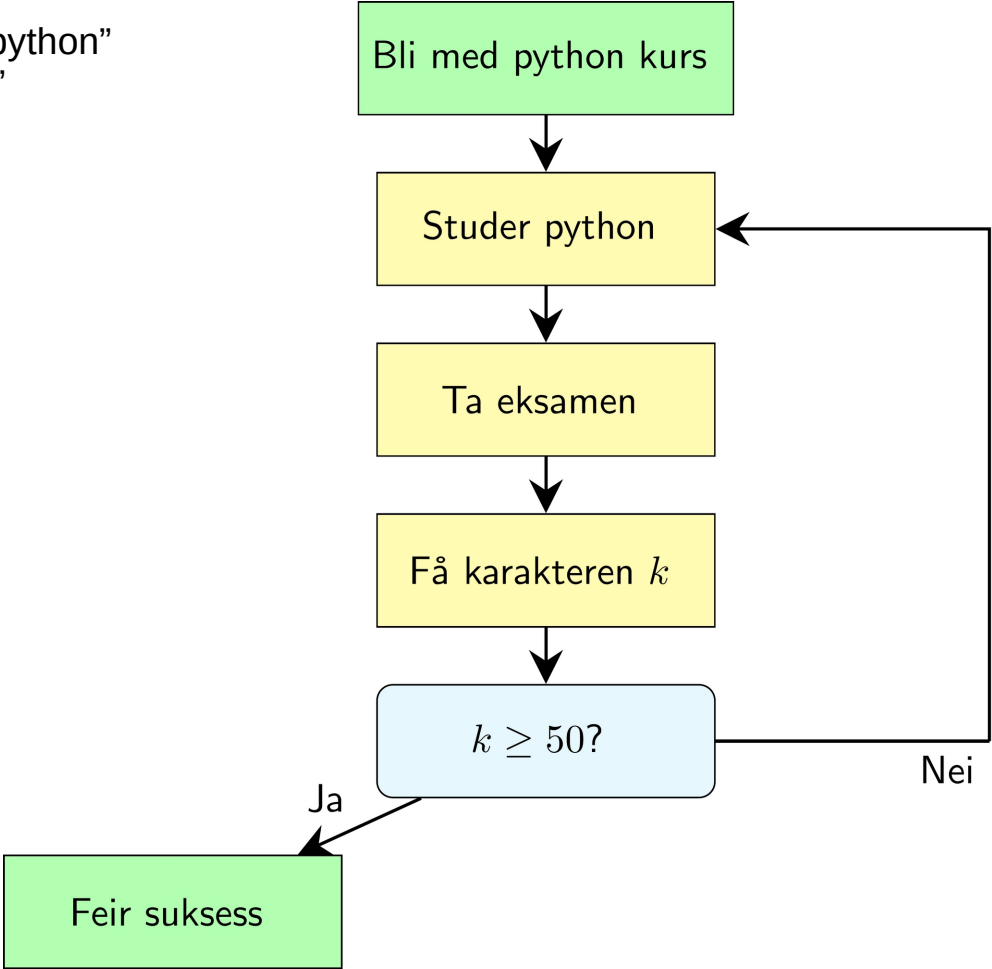 python”
”
Bli med python kurs
Studer python
Ta eksamen
Få karakteren k
k ≥ 50?
Nei
Ja
Feir suksess